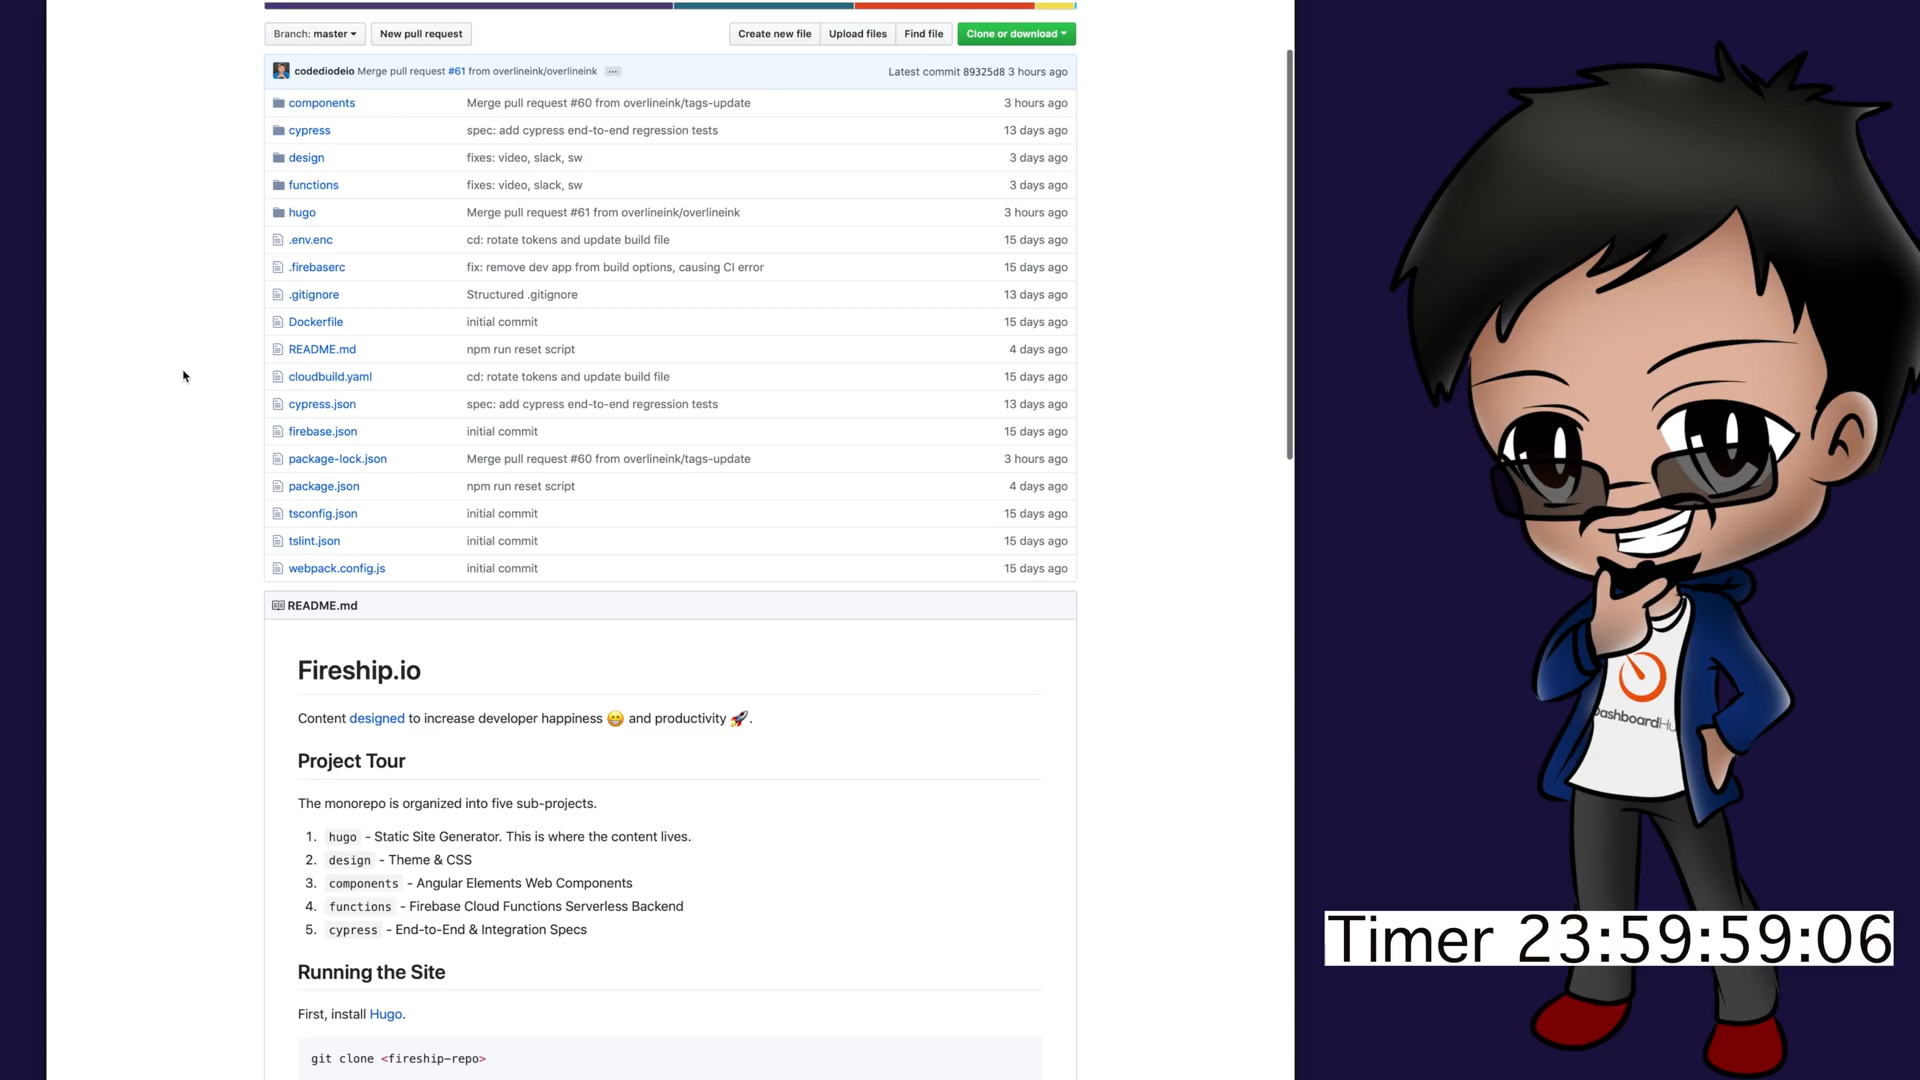 Branch: master
New pull request
Create new file
Upload files
Find file
Clone or download
codediodeio Merge pull request #61 from overlineink/overlineink ...
Latest commit 89325d8 3 hours ago
components Merge pull request #60 from overlineink/tags-update 3 hours ago
cypress spec: add cypress end-to-end regression tests 13 days ago
design fixes: video, slack, sw 3 days ago
functions fixes: video, slack, sw 3 days ago
hugo Merge pull request #61 from overlineink/overlineink 3 hours ago
.env.enc cd: rotate tokens and update build file 15 days ago
.firebaserc fix: remove dev app from build options, causing CI error 15 days ago
.gitignore Structured .gitignore 13 days ago
Dockerfile initial commit 15 days ago
README.md npm run reset script 4 days ago
cloudbuild.yaml cd: rotate tokens and update build file 15 days ago
cypress.json spec: add cypress end-to-end regression tests 13 days ago
firebase.json initial commit 15 days ago
package-lock.json Merge pull request #60 from overlineink/tags-update 3 hours ago
package.json npm run reset script 4 days ago
tsconfig.json initial commit 15 days ago
tslint.json initial commit 15 days ago
webpack.config.js initial commit 15 days ago
README.md
Fireship.io
Content designed to increase developer happiness 😄 and productivity 🚀.
Project Tour
The monorepo is organized into five sub-projects.
1. hugo - Static Site Generator. This is where the content lives.
2. design - Theme & CSS
3. components - Angular Elements Web Components
4. functions - Firebase Cloud Functions Serverless Backend
5. cypress - End-to-End & Integration Specs
Running the Site
First, install Hugo.
git clone <fireship-repo>
DashboardHu
Timer 23:59:59:06